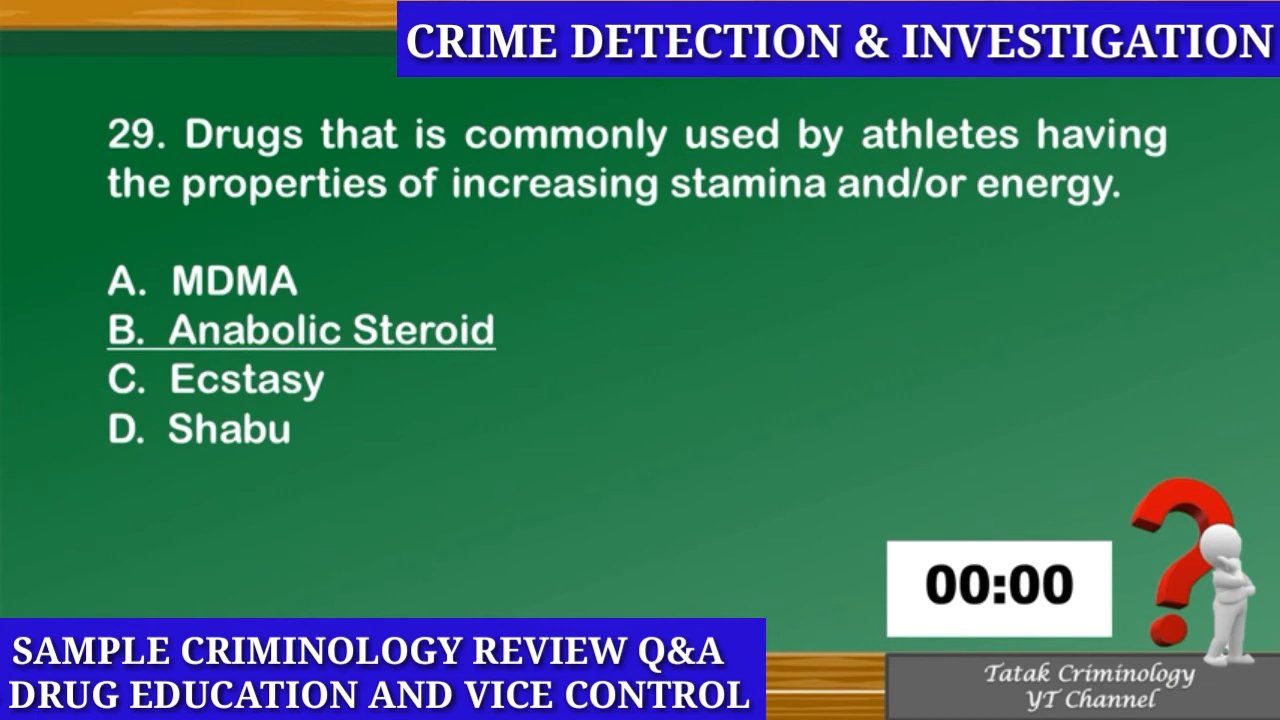 CRIME DETECTION & INVESTIGATION
29. Drugs that is commonly used by athletes having
the properties of increasing stamina and/or energy.
A. MDMA
B. Anabolic Steroid
C. Ecstasy
D. Shabu
00:00
SAMPLE CRIMINOLOGY REVIEW Q&A
DRUG EDUCATION AND VICE CONTROL
Tatak Criminology
YT Channel